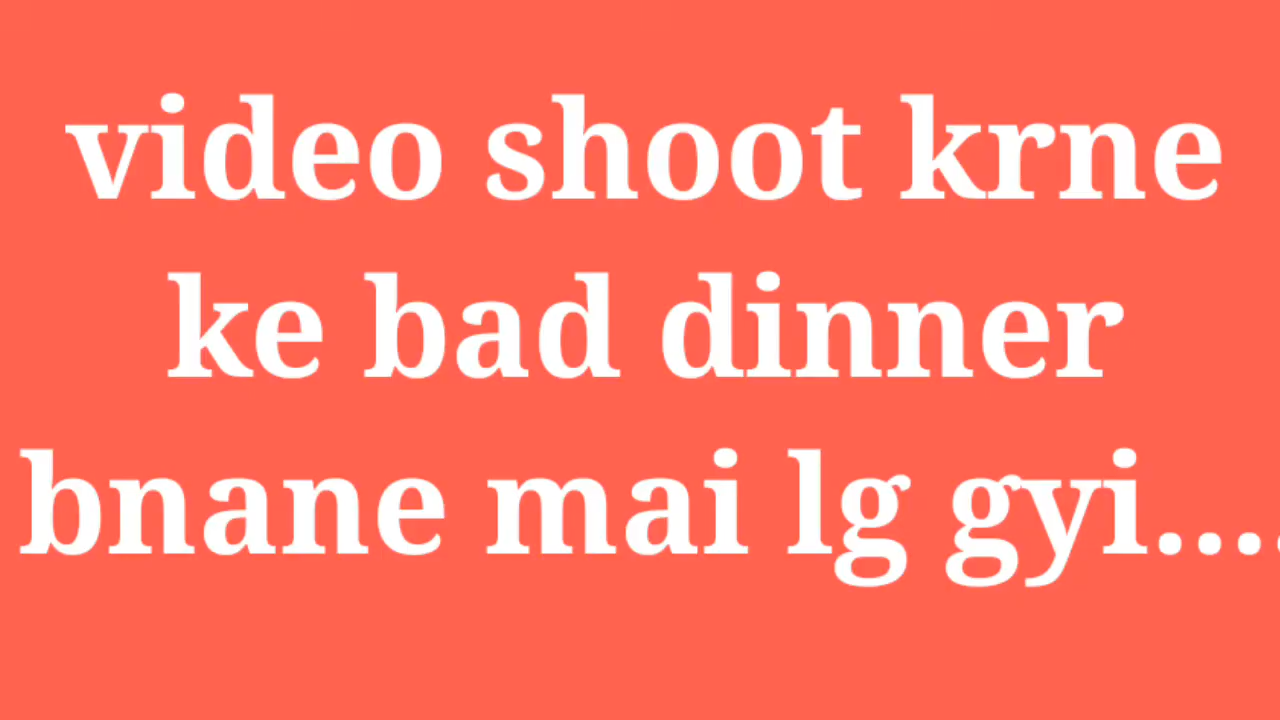 video shoot krne
ke bad dinner
bnane mai lg gyi....